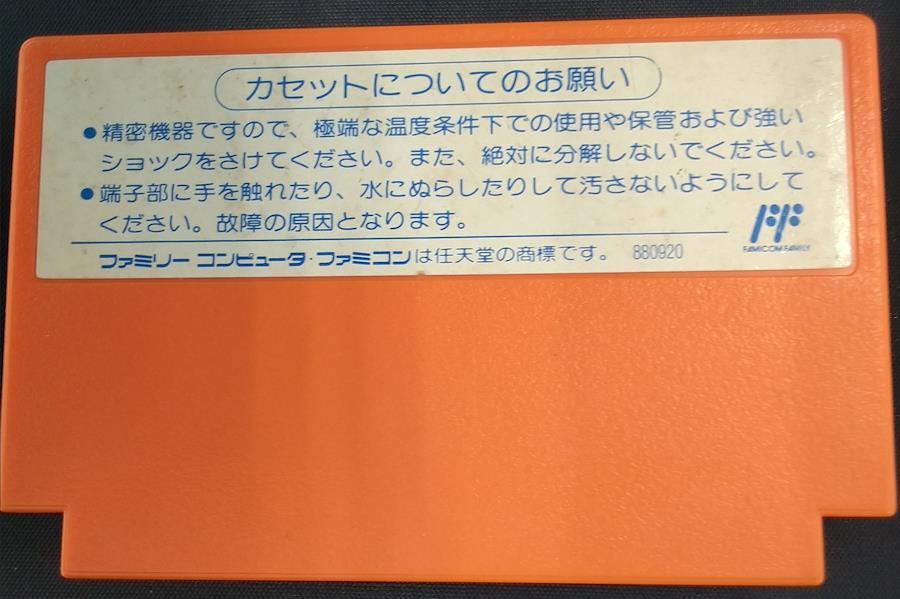 カセットについてのお願い
●精密機器ですので、極端な温度条件下での使用や保管および強い
ショックをさけてください。また、絶対に分解しないでください。
●端子部に手を触れたり、水にぬらしたりして汚さないようにして
ください。故障の原因となります。
FAMICOM FAMILY
ファミリー コンピュータ・ファミコンは任天堂の商標です。 880920